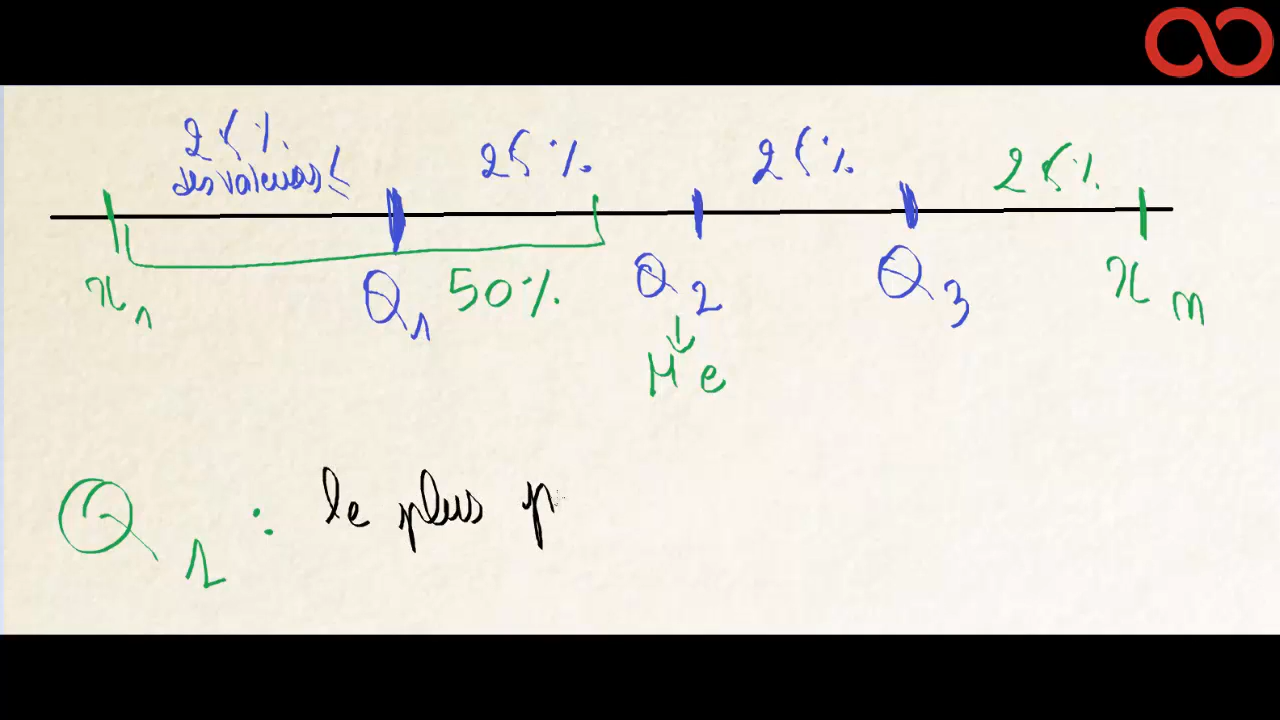 25% 25% 25% 25%
des valeurs ≤
x₁ Q₁ 50% Q₂ Q₃ xₙ
↓
Me
Q₁ : le plus p